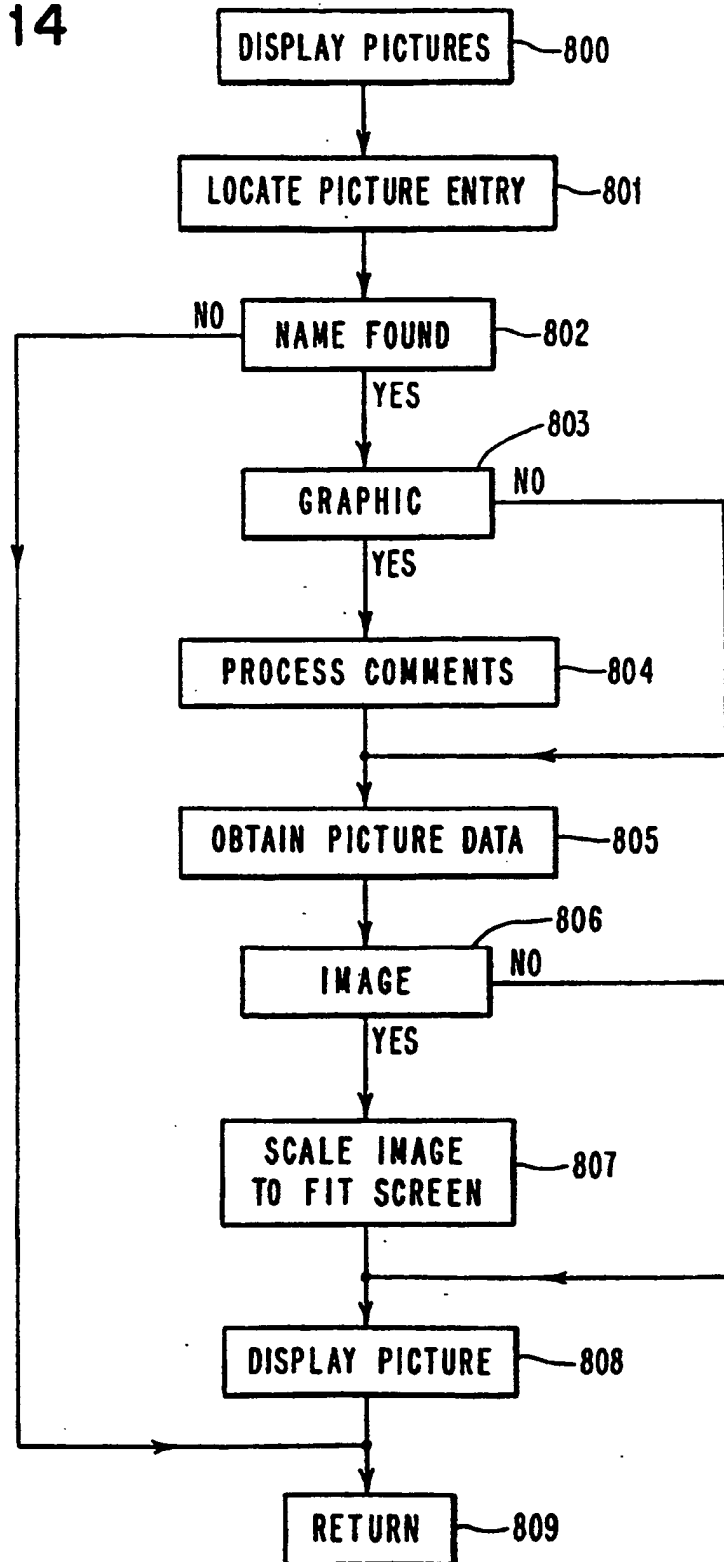 14
DISPLAY PICTURES
800
LOCATE PICTURE ENTRY
801
NO
NAME FOUND
802
YES
803
GRAPHIC
NO
YES
PROCESS COMMENTS
804
OBTAIN PICTURE DATA
805
806
IMAGE
NO
YES
SCALE IMAGE
TO FIT SCREEN
807
DISPLAY PICTURE
808
RETURN
809